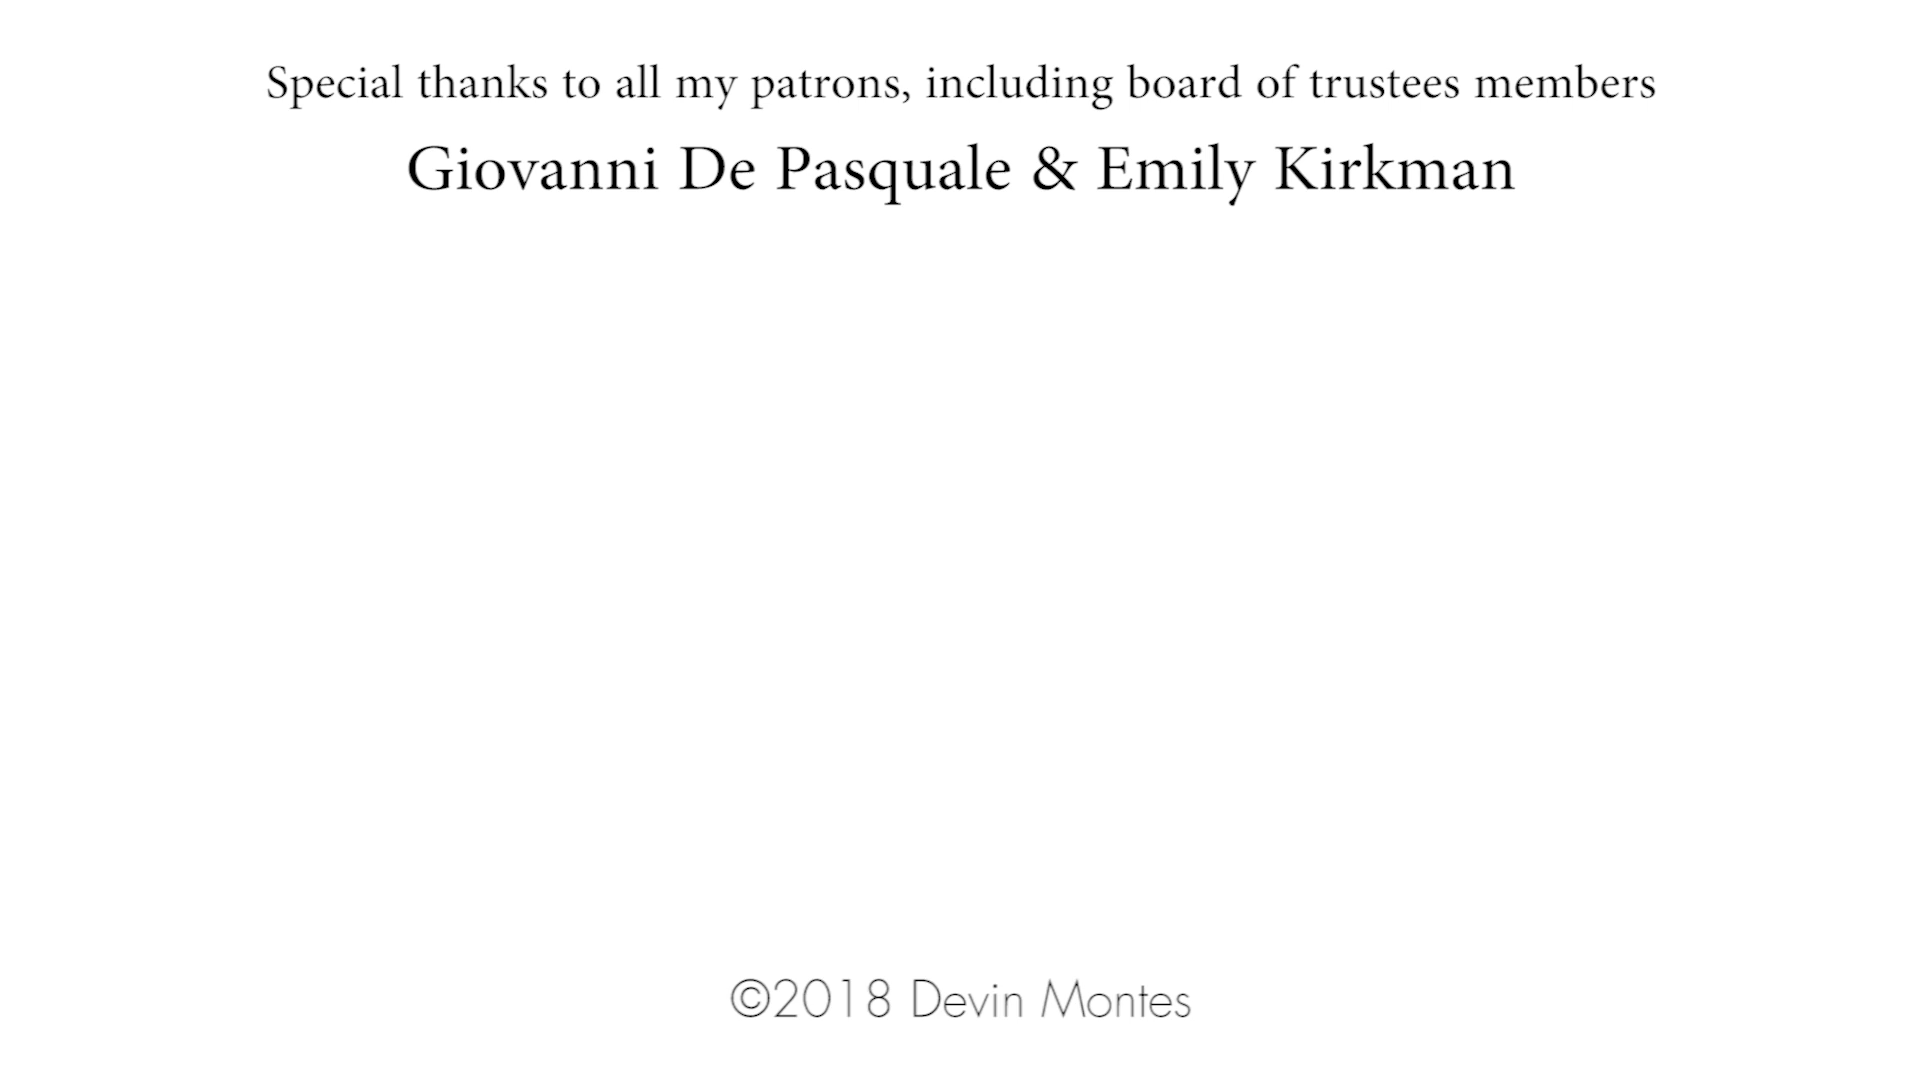 Special thanks to all my patrons, including board of trustees members
Giovanni De Pasquale & Emily Kirkman
©2018 Devin Montes